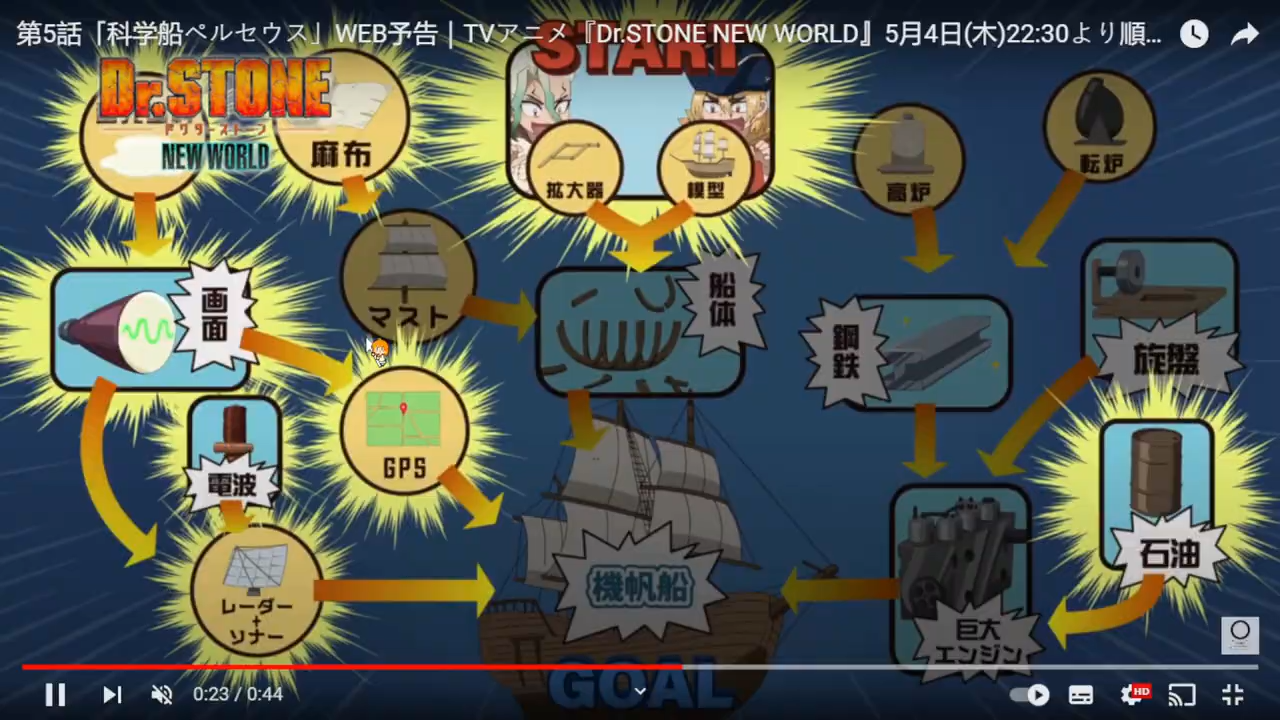 第5話「科学船ペルセウス」WEB予告｜TVアニメ『Dr.STONE NEW WORLD』5月4日(木)22:30より順...
START
Dr.STONE
ドクターストーン
NEW WORLD
麻布
拡大器
模型
高炉
転炉
画面
マスト
船体
鋼鉄
旋盤
GPS
電波
石油
機帆船
レーダー
+
ソナー
巨大
エンジン
GOAL
0:23 / 0:44
HD